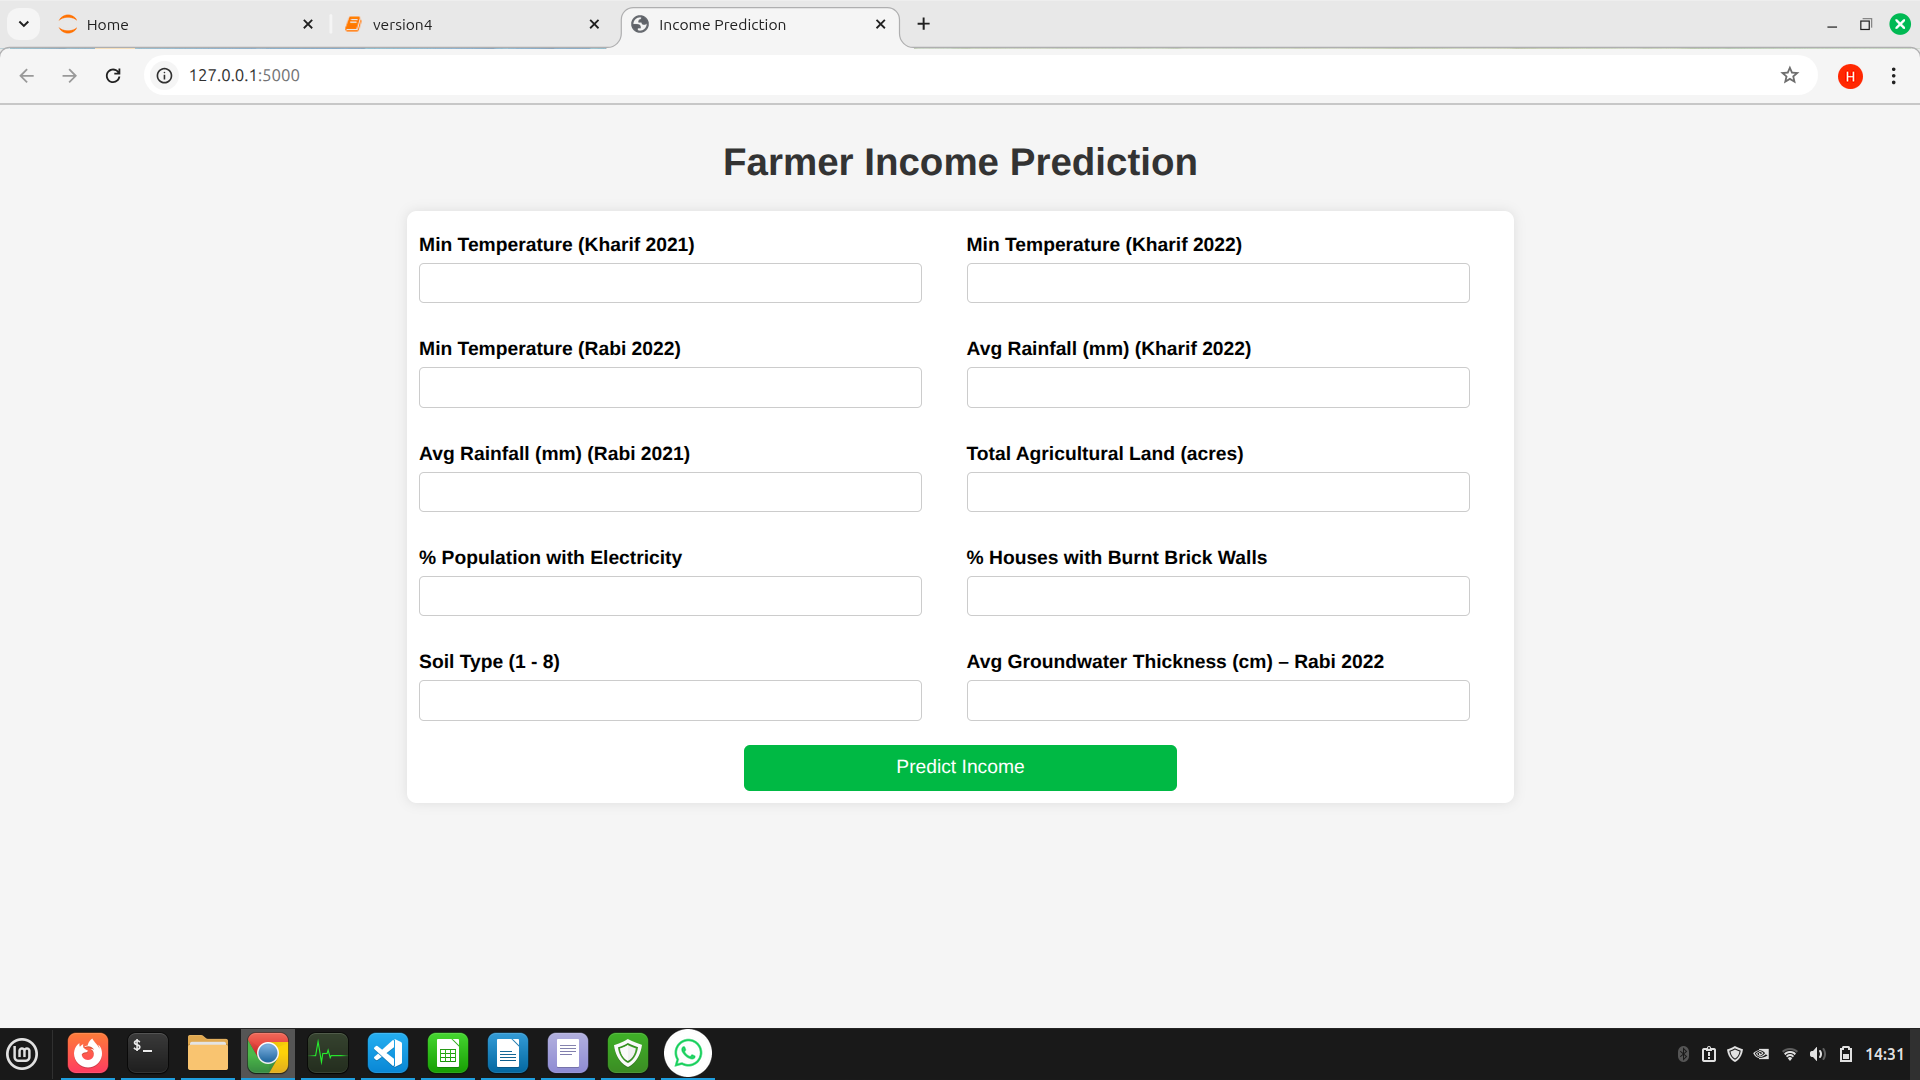 Home
version4
Income Prediction
127.0.0.1:5000
H
Farmer Income Prediction
Min Temperature (Kharif 2021)
Min Temperature (Kharif 2022)
Min Temperature (Rabi 2022)
Avg Rainfall (mm) (Kharif 2022)
Avg Rainfall (mm) (Rabi 2021)
Total Agricultural Land (acres)
% Population with Electricity
% Houses with Burnt Brick Walls
Soil Type (1 - 8)
Avg Groundwater Thickness (cm) – Rabi 2022
Predict Income
$_
14:31